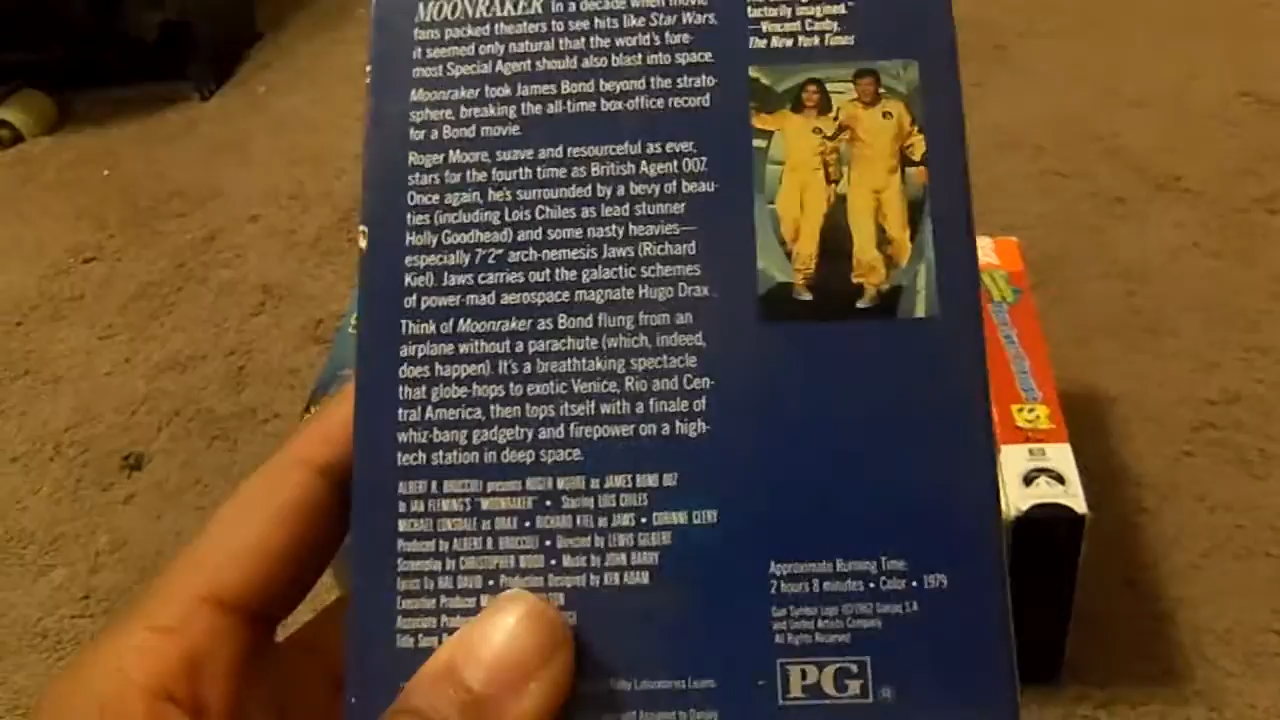 MOONRAKER In a decade when movie
fans packed theaters to see hits like Star Wars,
it seemed only natural that the world's fore-
most Special Agent should also blast into space.
Moonraker took James Bond beyond the strato-
sphere, breaking the all-time box-office record
for a Bond movie.
Roger Moore, suave and resourceful as ever,
stars for the fourth time as British Agent 007.
Once again, he's surrounded by a bevy of beau-
ties (including Lois Chiles as lead stunner
Holly Goodhead) and some nasty heavies—
especially 7'2" arch-nemesis Jaws (Richard
Kiel). Jaws carries out the galactic schemes
of power-mad aerospace magnate Hugo Drax.
Think of Moonraker as Bond flung from an
airplane without a parachute (which, indeed,
does happen). It's a breathtaking spectacle
that globe-hops to exotic Venice, Rio and Cen-
tral America, then tops itself with a finale of
whiz-bang gadgetry and firepower on a high-
tech station in deep space.
ALBERT R. BROCCOLI presents ROGER MOORE as JAMES BOND 007
in IAN FLEMING'S "MOONRAKER" • Starring LOIS CHILES
MICHAEL LONSDALE as DRAX • RICHARD KIEL as JAWS • CORINNE CLERY
Produced by ALBERT R. BROCCOLI • Directed by LEWIS GILBERT
Screenplay by CHRISTOPHER WOOD • Music by JOHN BARRY
Lyrics by HAL DAVID • Production Designed by KEN ADAM
Executive Producer
Associate
Title Song
Laboratories
factorily imagined."
—Vincent Canby,
The New York Times
Approximate Running Time:
2 hours 8 minutes • Color • 1979
Gun Symbol Logo ©1962 Danjaq S.A.
and United Artists Company
All Rights Reserved
PG